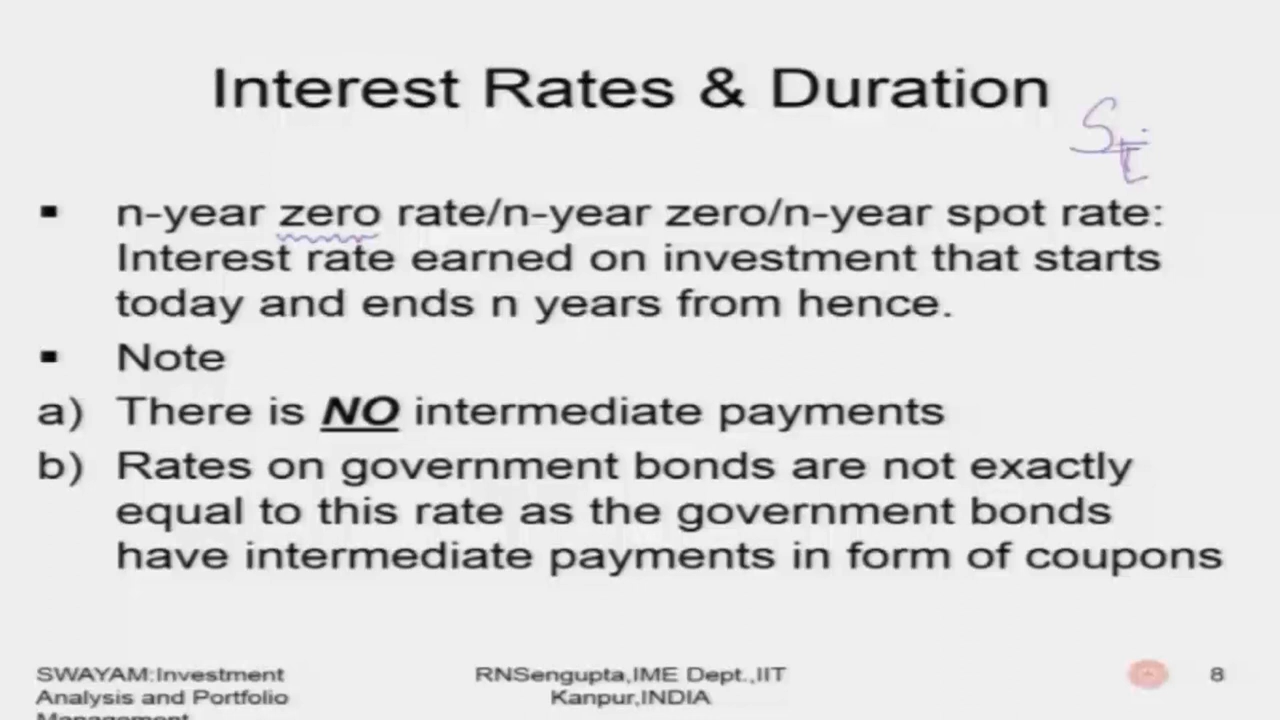 Interest Rates & Duration
S
▪ n-year zero rate/n-year zero/n-year spot rate:
Interest rate earned on investment that starts
today and ends n years from hence.
▪ Note
a) There is NO intermediate payments
b) Rates on government bonds are not exactly
equal to this rate as the government bonds
have intermediate payments in form of coupons
SWAYAM:Investment
Analysis and Portfolio
Management
RNSengupta,IME Dept.,IIT
Kanpur,INDIA
8